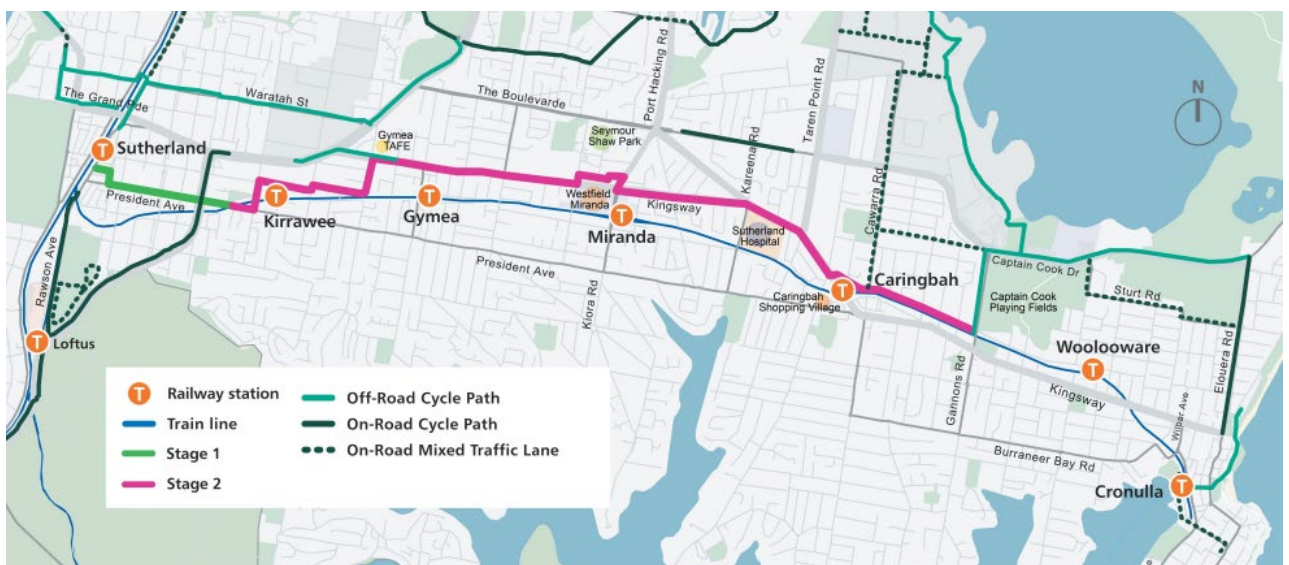 N
The Grand Pde
Waratah St
The Boulevarde
Port Hacking Rd
Taren Point Rd
Kareena Rd
Cawarra Rd
T
Sutherland
Gymea
TAFE
Seymour
Shaw Park
President Ave
T
Kirrawee
T
Gymea
Westfield
Miranda
T
Miranda
Kingsway
Sutherland
Hospital
President Ave
Kiora Rd
T
Caringbah
Caringbah
Shopping Village
Captain Cook Dr
Captain Cook
Playing Fields
Sturt Rd
Elouera Rd
Rawson Ave
T
Loftus
Woolooware
T
Gannons Rd
Kingsway
Wilbar Ave
Burraneer Bay Rd
Cronulla
T
T
Railway station
Train line
Stage 1
Stage 2
Off-Road Cycle Path
On-Road Cycle Path
On-Road Mixed Traffic Lane